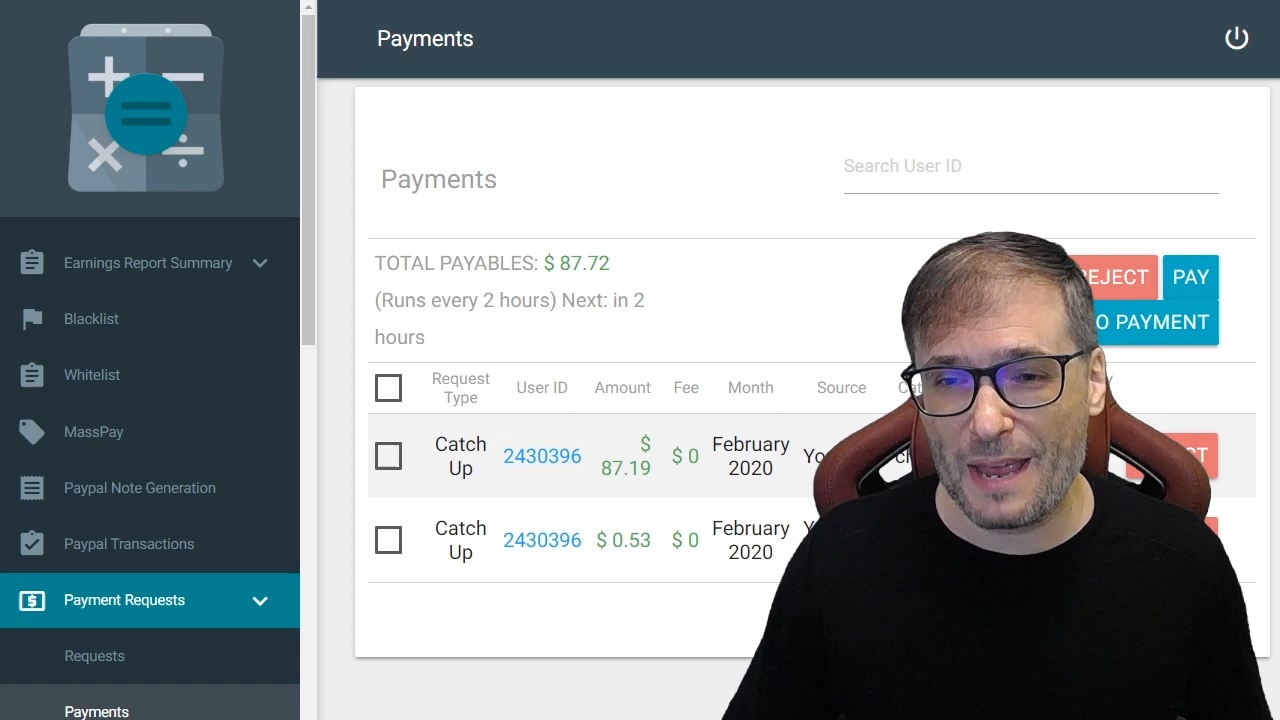 Payments
Earnings Report Summary
Blacklist
Whitelist
MassPay
Paypal Note Generation
Paypal Transactions
Payment Requests
Requests
Payments
Payments
Search User ID
TOTAL PAYABLES: $ 87.72
(Runs every 2 hours) Next: in 2
hours
PAY
PAYMENT
Request
Type
User ID
Amount
Fee
Month
Source
Catch
Up
2430396
$
87.19
$ 0
February
2020
Catch
Up
2430396
$ 0.53
$ 0
February
2020